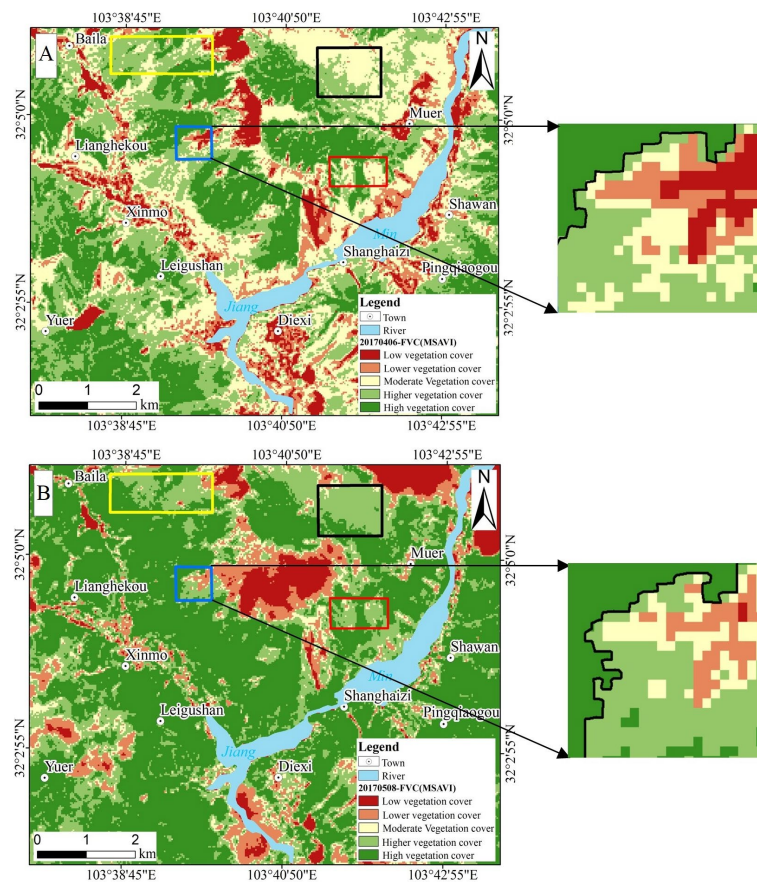 103°38'45"E 103°40'50"E 103°42'55"E
A
Baila
N
32°5'0"N
Muer
32°5'0"N
Lianghekou
Xinmo
Shawan
Min
Shanghaizi
Leigushan
Pingqiaogou
32°2'55"N
Jiang
32°2'55"N
Yuer
Diexi
Legend
Town
River
20170406-FVC(MSAVI)
Low vegetation cover
Lower vegetation cover
Moderate Vegetation cover
Higher vegetation cover
High vegetation cover
0 1 2
km
103°38'45"E 103°40'50"E 103°42'55"E
103°38'45"E 103°40'50"E 103°42'55"E
B
Baila
N
32°5'0"N
Muer
32°5'0"N
Lianghekou
Xinmo
Shawan
Min
Shanghaizi
Leigushan
Pingqiaogou
32°2'55"N
Jiang
32°2'55"N
Yuer
Diexi
Legend
Town
River
20170508-FVC(MSAVI)
Low vegetation cover
Lower vegetation cover
Moderate Vegetation cover
Higher vegetation cover
High vegetation cover
0 1 2
km
103°38'45"E 103°40'50"E 103°42'55"E